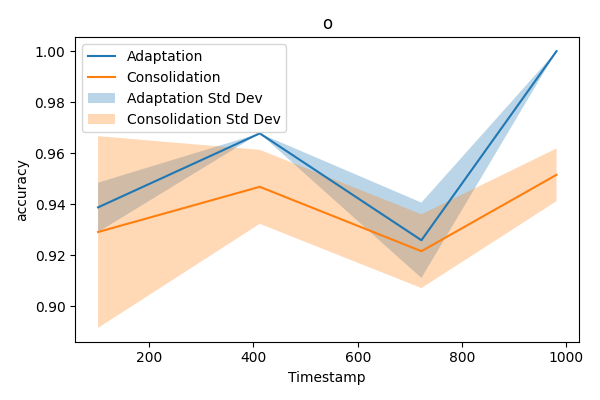 o
Adaptation
Consolidation
Adaptation Std Dev
Consolidation Std Dev
1.00
0.98
0.96
0.94
0.92
0.90
accuracy
200
400
600
800
1000
Timestamp